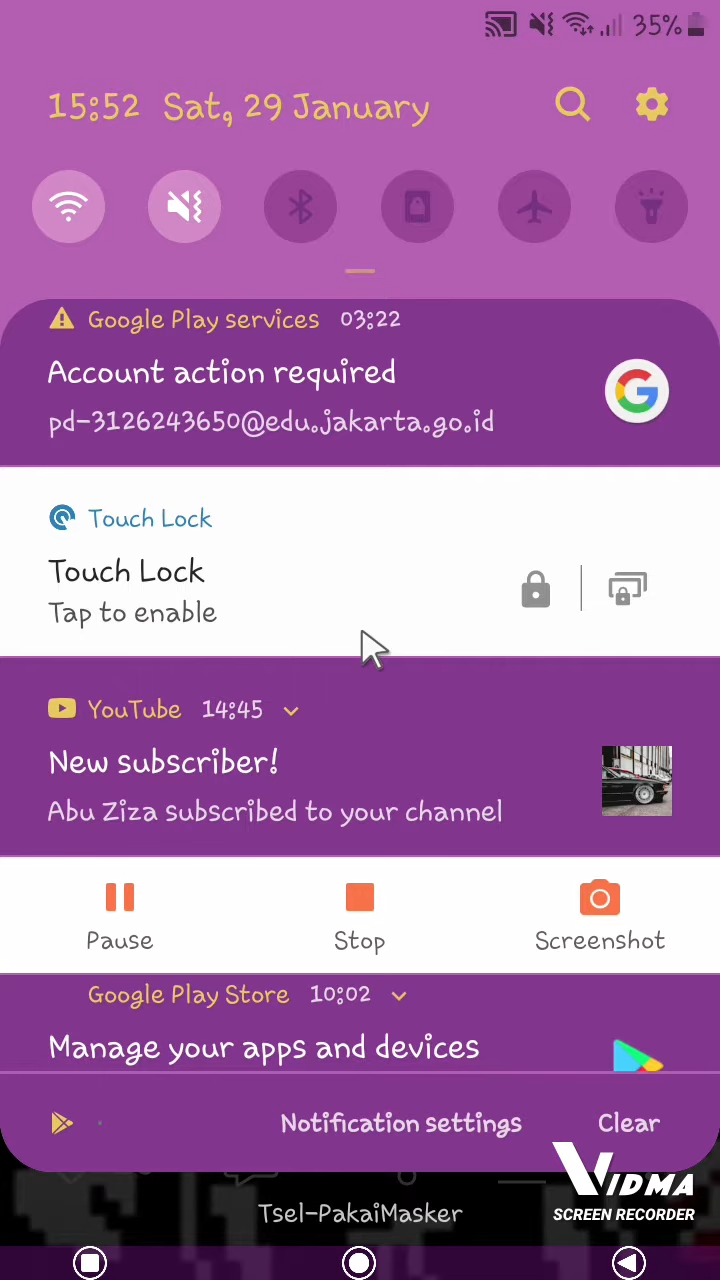 35%
15:52 Sat, 29 January
Google Play services 03:22
Account action required
pd-3126243650@edu.jakarta.go.id
Touch Lock
Touch Lock
Tap to enable
YouTube 14:45
New subscriber!
Abu Ziza subscribed to your channel
Pause Stop Screenshot
Google Play Store 10:02
Manage your apps and devices
Notification settings Clear
VIDMA
SCREEN RECORDER
Tsel-PakaiMasker